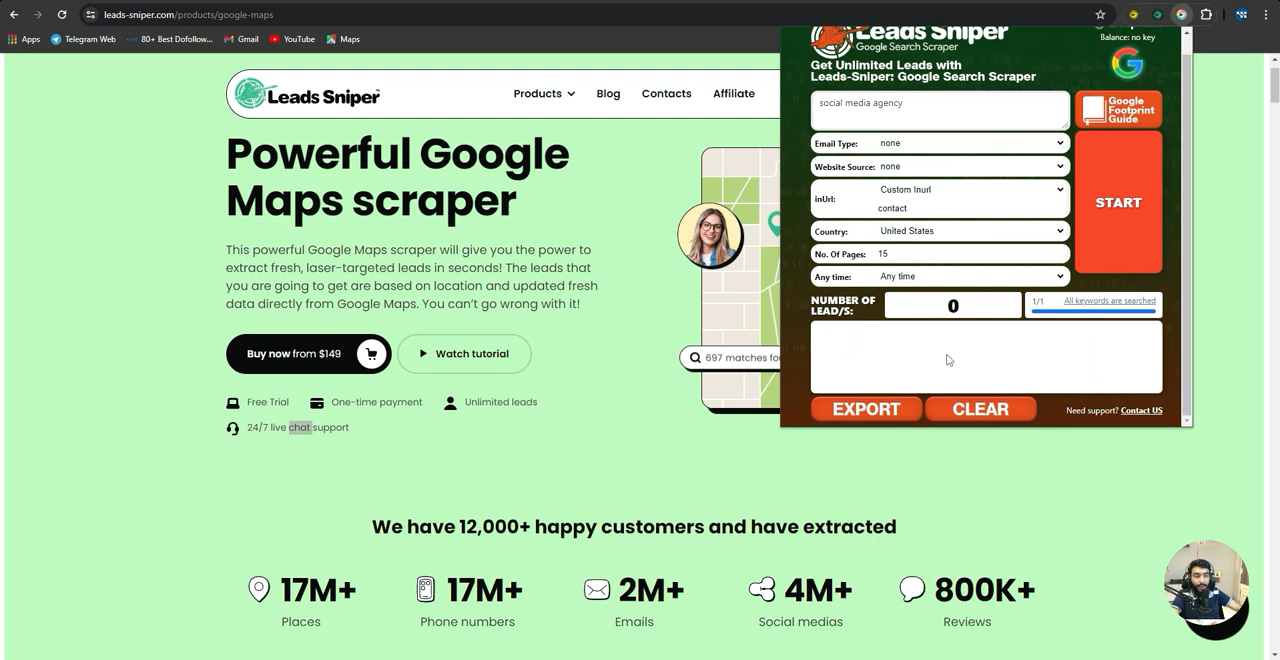 leads-sniper.com/products/google-maps
Apps
Telegram Web
80+ Best Dofollow...
Gmail
YouTube
Maps
Leads Sniper
Products
Blog
Contacts
Affiliate
Powerful Google
Maps scraper
This powerful Google Maps scraper will give you the power to
extract fresh, laser-targeted leads in seconds! The leads that
you are going to get are based on location and updated fresh
data directly from Google Maps. You can't go wrong with it!
Buy now from $149
Watch tutorial
Free Trial
One-time payment
Unlimited leads
24/7 live chat support
697 matches fo
Leads Sniper
Google Search Scraper
Balance: no key
Get Unlimited Leads with
Leads-Sniper: Google Search Scraper
social media agency
Google
Footprint
Guide
Email Type: none
Website Source: none
inUrl: Custom Inurl
contact
Country: United States
No. Of Pages: 15
Any time: Any time
START
NUMBER OF
LEAD/S:
0
1/1 All keywords are searched
EXPORT
CLEAR
Need support? Contact US
We have 12,000+ happy customers and have extracted
17M+
Places
17M+
Phone numbers
2M+
Emails
4M+
Social medias
800K+
Reviews